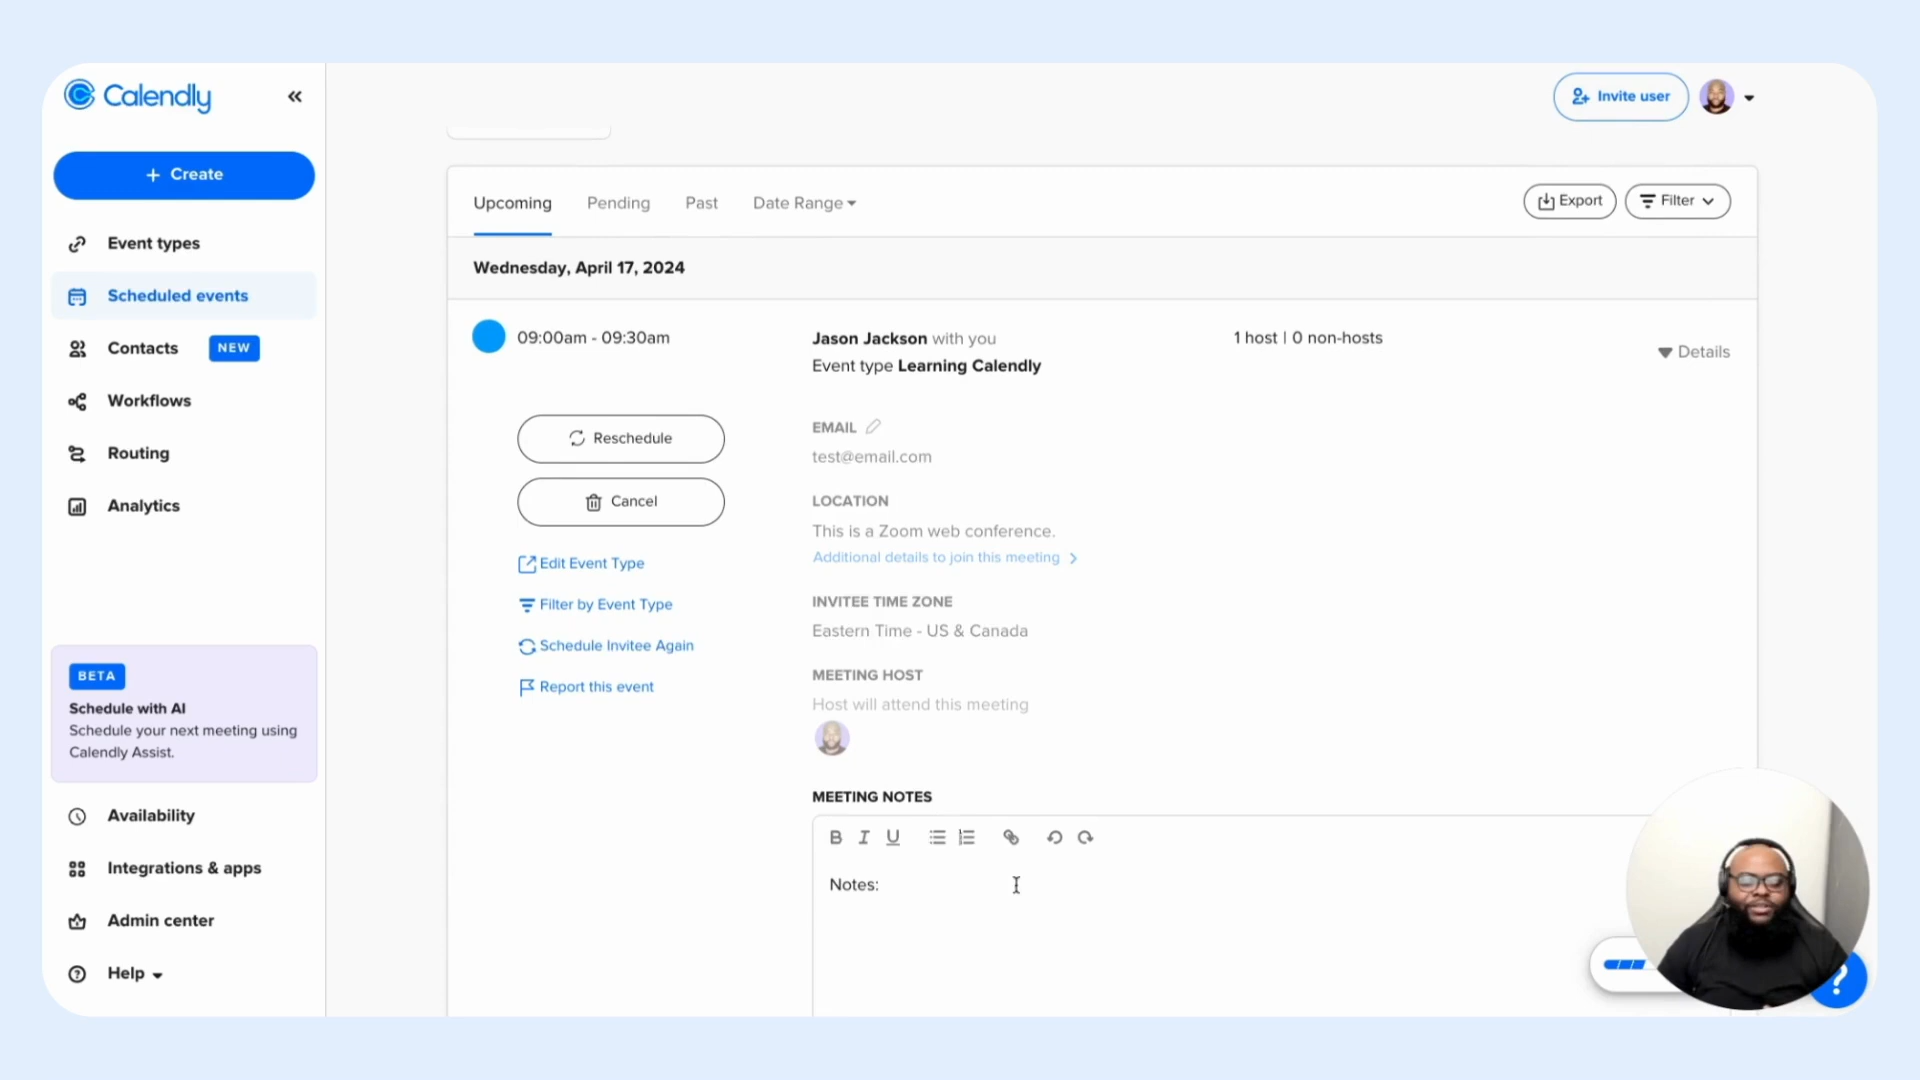 Calendly
Invite user
+ Create
Event types
Scheduled events
Contacts NEW
Workflows
Routing
Analytics
BETA
Schedule with AI
Schedule your next meeting using
Calendly Assist.
Availability
Integrations & apps
Admin center
Help
Upcoming Pending Past Date Range
Export Filter
Wednesday, April 17, 2024
09:00am - 09:30am
Jason Jackson with you
Event type Learning Calendly
1 host | 0 non-hosts
Details
Reschedule
Cancel
Edit Event Type
Filter by Event Type
Schedule Invitee Again
Report this event
EMAIL
test@email.com
LOCATION
This is a Zoom web conference.
Additional details to join this meeting
INVITEE TIME ZONE
Eastern Time - US & Canada
MEETING HOST
Host will attend this meeting
MEETING NOTES
B I U
Notes:
?